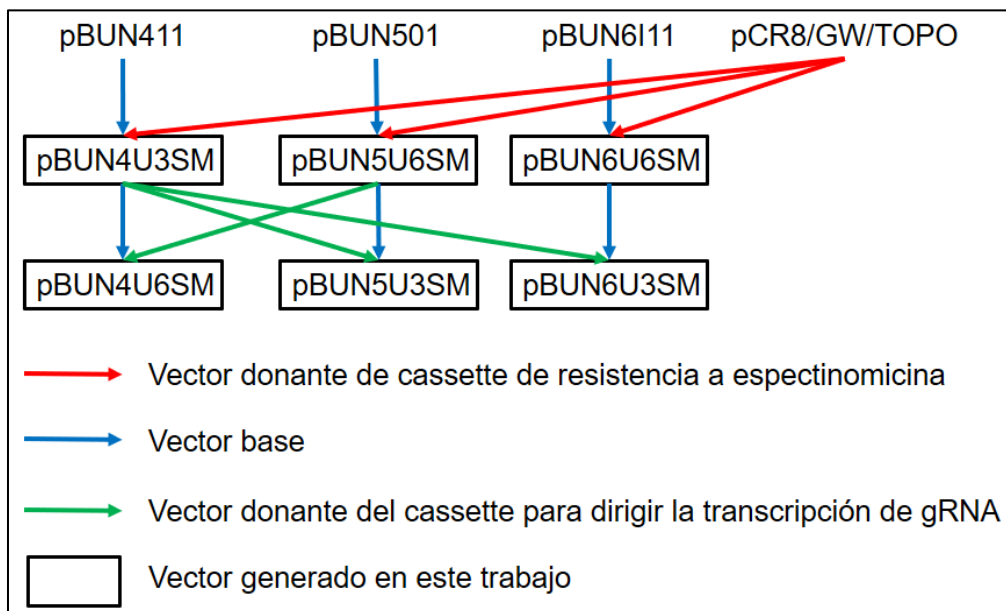 pBUN411 pBUN501 pBUN6I11 pCR8/GW/TOPO
pBUN4U3SM pBUN5U6SM pBUN6U6SM
pBUN4U6SM pBUN5U3SM pBUN6U3SM
Vector donante de cassette de resistencia a espectinomicina
Vector base
Vector donante del cassette para dirigir la transcripción de gRNA
Vector generado en este trabajo